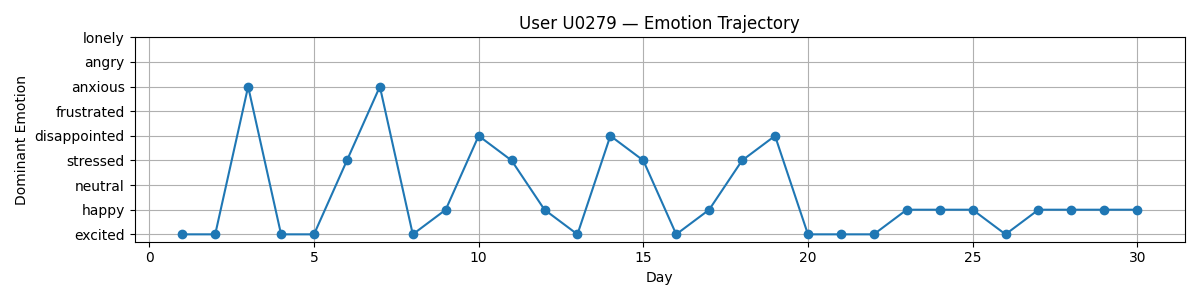 User U0279 — Emotion Trajectory
Dominant Emotion
lonely
angry
anxious
frustrated
disappointed
stressed
neutral
happy
excited
0 5 10 15 20 25 30
Day